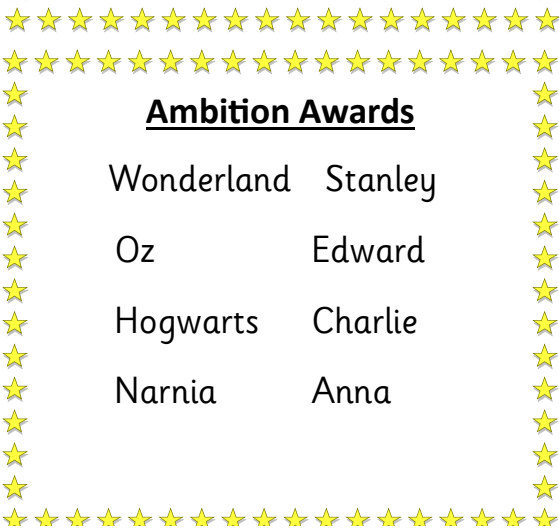 Ambition Awards
Wonderland Stanley
Oz Edward
Hogwarts Charlie
Narnia Anna